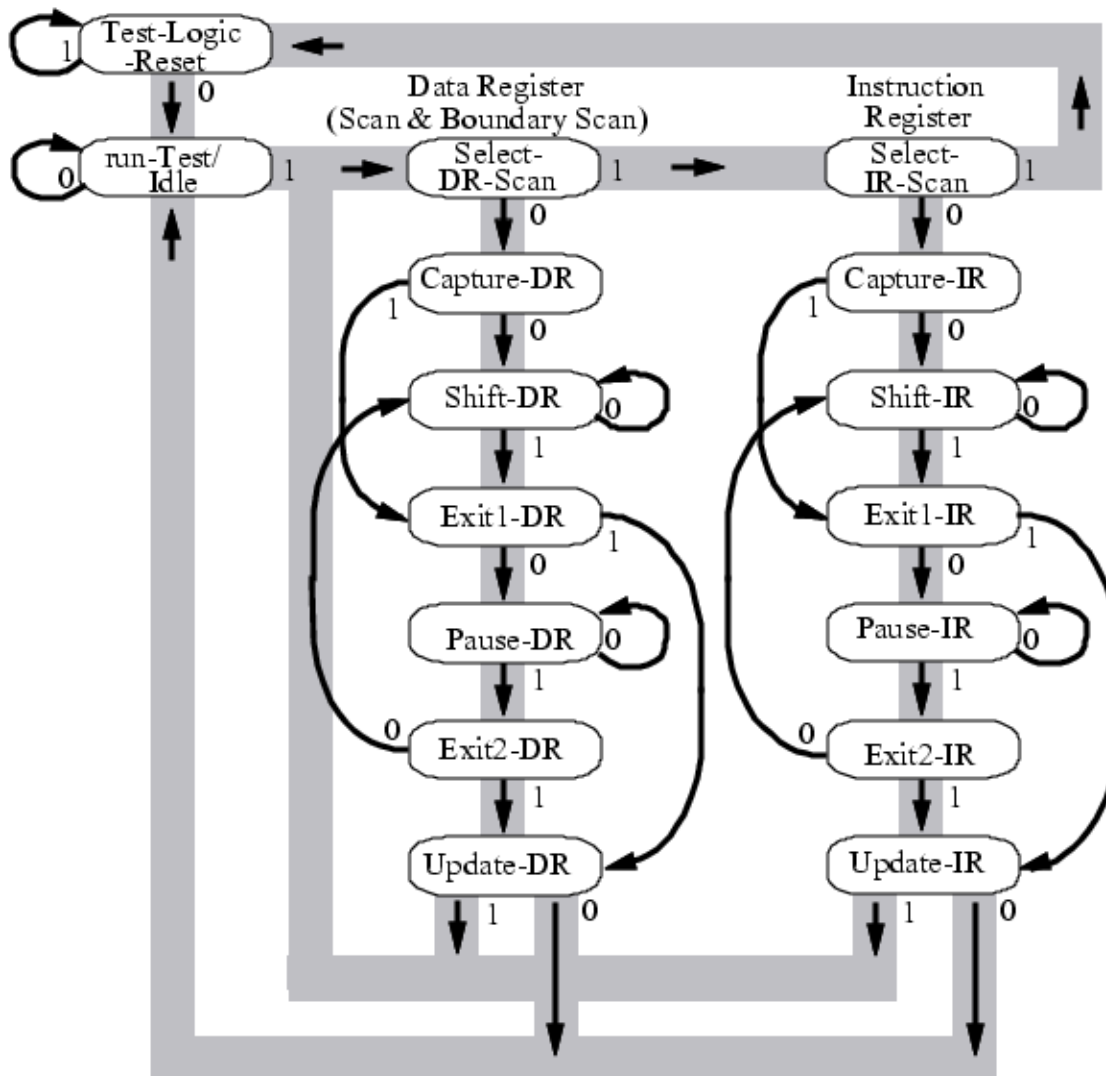 Test-Logic
-Reset
1
0
Data Register
(Scan & Boundary Scan)
Instruction
Register
run-Test/
Idle
0
1
Select-
DR-Scan
1
0
Select-
IR-Scan
1
0
Capture-DR
1
0
Capture-IR
1
0
Shift-DR
0
1
Shift-IR
0
1
Exit1-DR
1
0
Exit1-IR
1
0
Pause-DR
0
1
Pause-IR
0
1
Exit2-DR
0
1
Exit2-IR
0
1
Update-DR
1
0
Update-IR
1
0